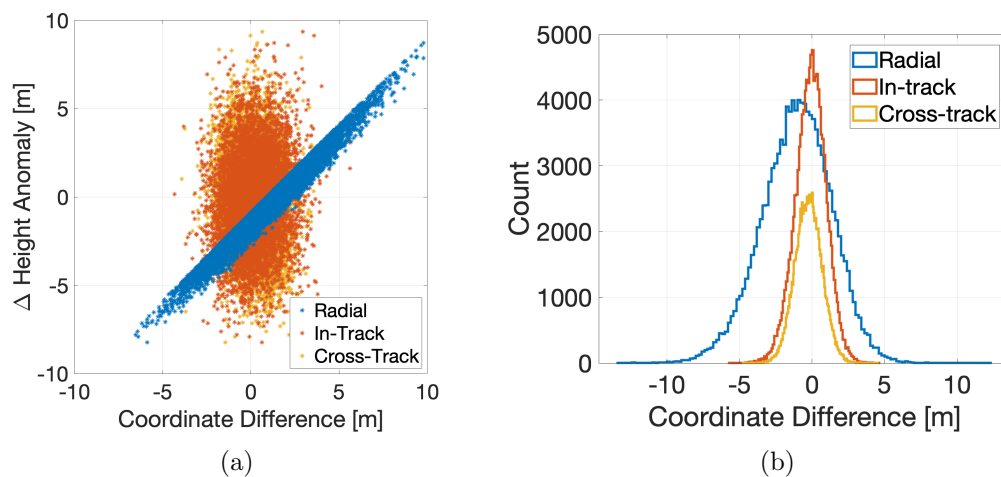 10
5
0
-5
-10
Δ Height Anomaly [m]
-10
-5
0
5
10
Coordinate Difference [m]
Radial
In-Track
Cross-Track
(a)
5000
4000
3000
2000
1000
0
Count
-10
-5
0
5
10
Coordinate Difference [m]
Radial
In-track
Cross-track
(b)